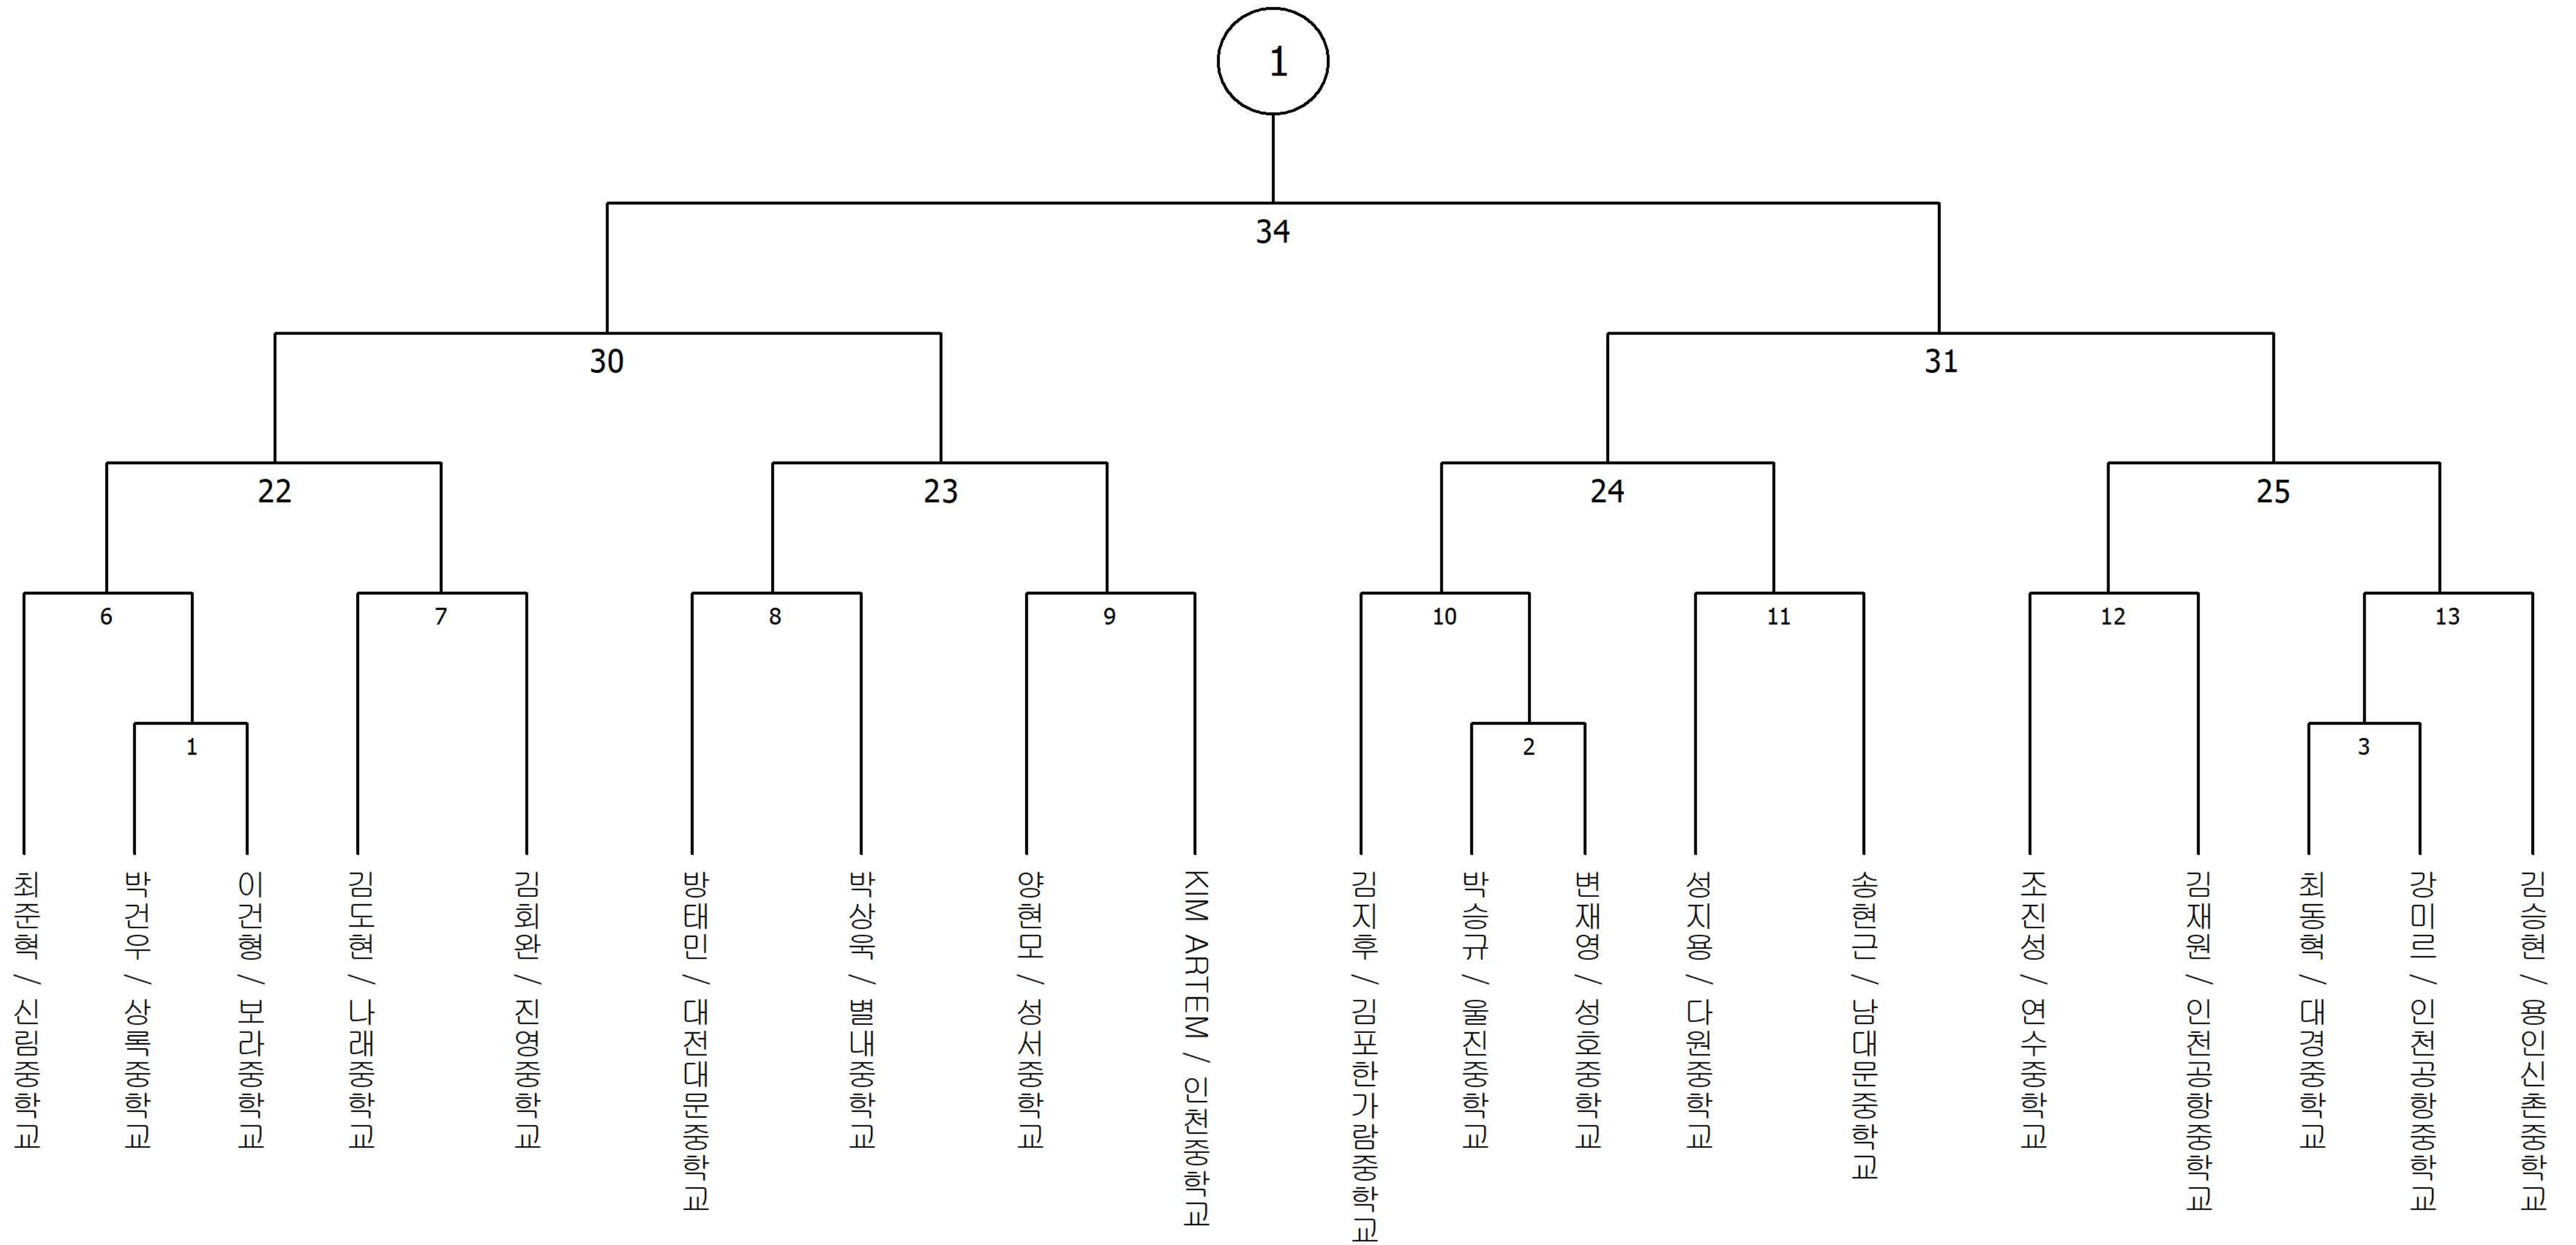 1
34
30
31
22
23
24
25
6
7
8
9
10
11
12
13
1
2
3
최준혁 / 신림중학교
박건우 / 상록중학교
이건형 / 보라중학교
김도현 / 나래중학교
김회완 / 진영중학교
방태민 / 대전대문중학교
박상욱 / 별내중학교
양현모 / 성서중학교
KIM ARTEM / 인천중학교
김지후 / 김포한가람중학교
박승규 / 울진중학교
변재영 / 성호중학교
성지용 / 다원중학교
송현근 / 남대문중학교
조진성 / 연수중학교
김재원 / 인천공항중학교
최동혁 / 대경중학교
강미르 / 인천공항중학교
김승현 / 용인신촌중학교